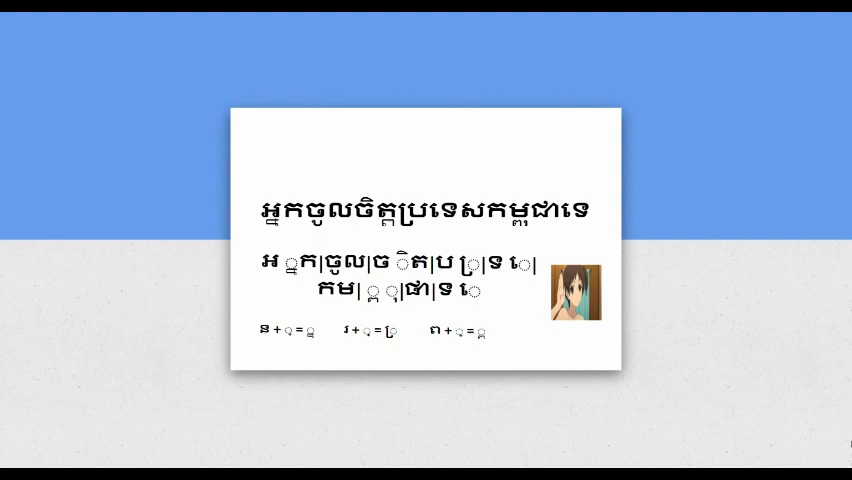 អ្នកចូលចិត្តប្រទេសកម្ពុជាទេ
អ ្នក|ចូល|ច ិត|ប ្រ|ទ េ|
កម| ្ព ុ|ជា|ទ េ
ន + ្ = ្ន រ + ្ = ្រ ព + ្ = ្ព